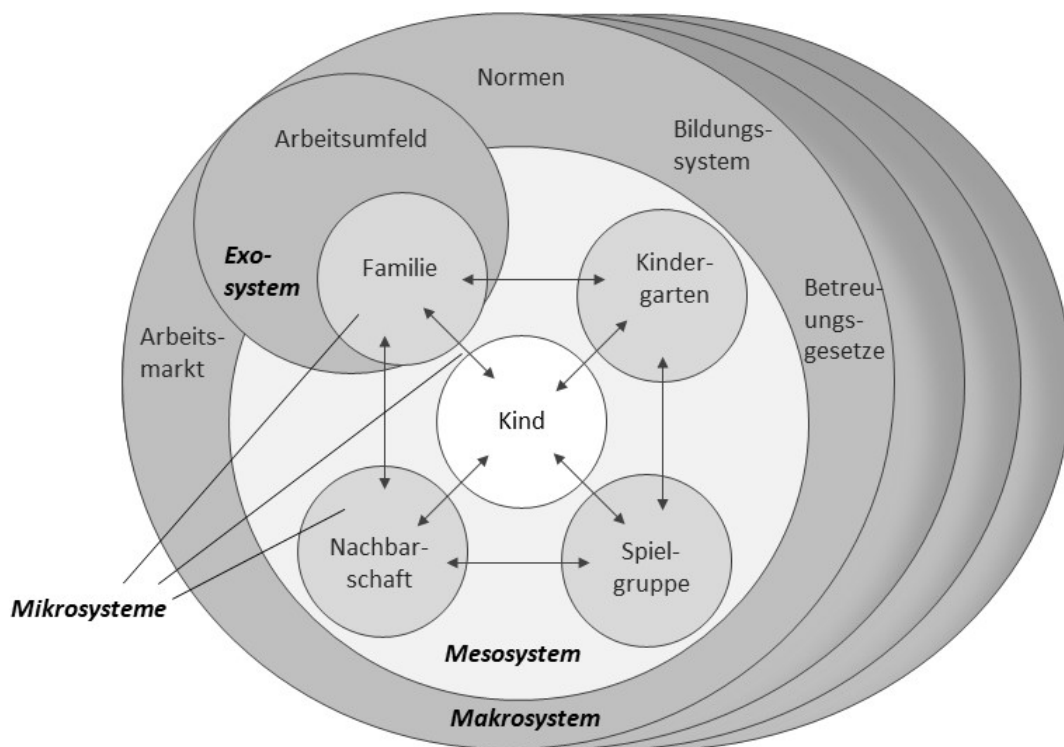 Normen
Bildungs-
system
Arbeitsumfeld
Exo-
system
Familie
Kinder-
garten
Betreu-
ungs-
gesetze
Arbeits-
markt
Kind
Nachbar-
schaft
Spiel-
gruppe
Mikrosysteme
Mesosystem
Makrosystem